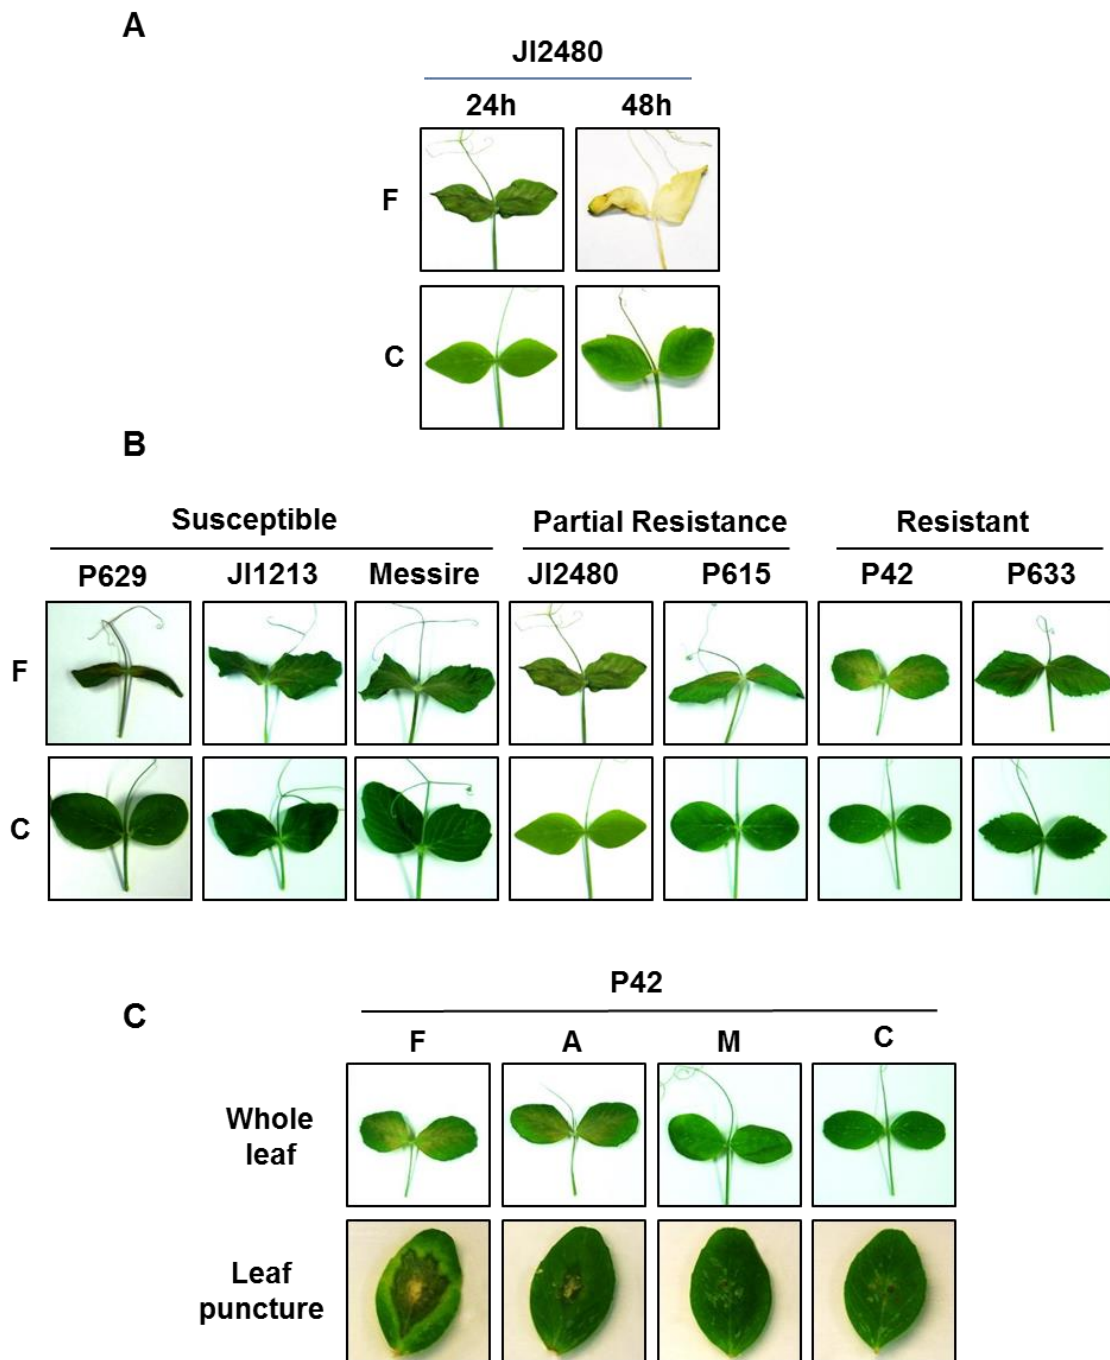 A
JI2480
24h 48h
F
C
B
Susceptible Partial Resistance Resistant
P629 JI1213 Messire JI2480 P615 P42 P633
F
C
C
P42
F A M C
Whole
leaf
Leaf
puncture